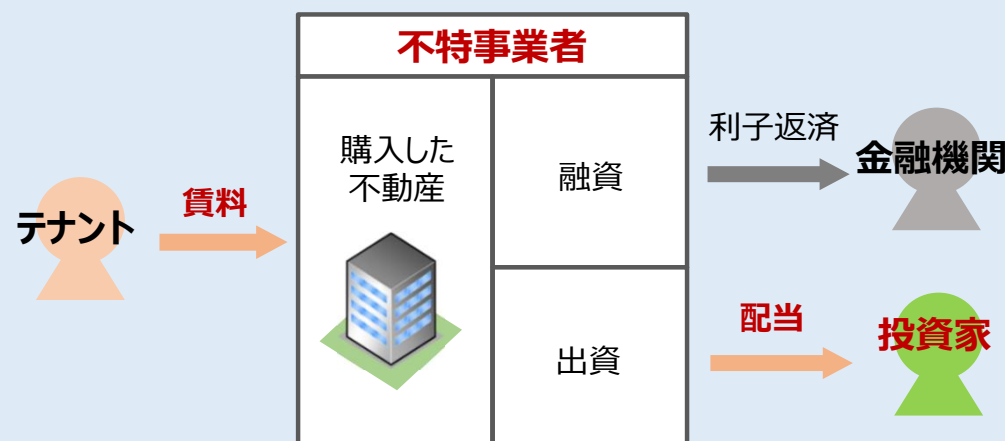 不特事業者
テナント
賃料
購入した
不動産
融資
出資
利子返済
金融機関
配当
投資家